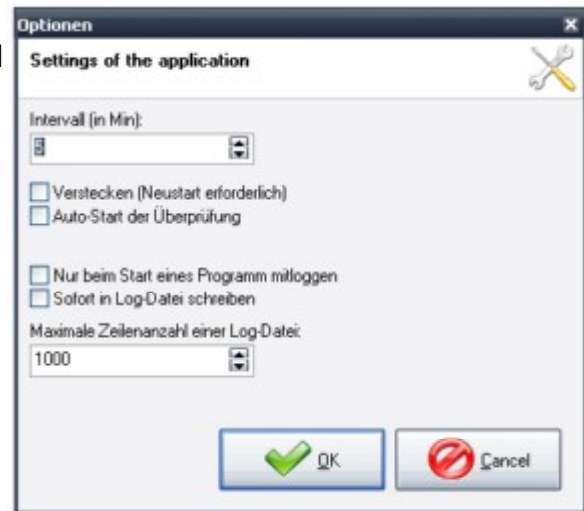 Optionen
Settings of the application
Intervall (in Min):
Verstecken (Neustart erforderlich)
Auto-Start der Überprüfung
Nur beim Start eines Programm mitloggen
Sofort in Log-Datei schreiben
Maximale Zeilenanzahl einer Log-Datei:
1000
OK
Cancel